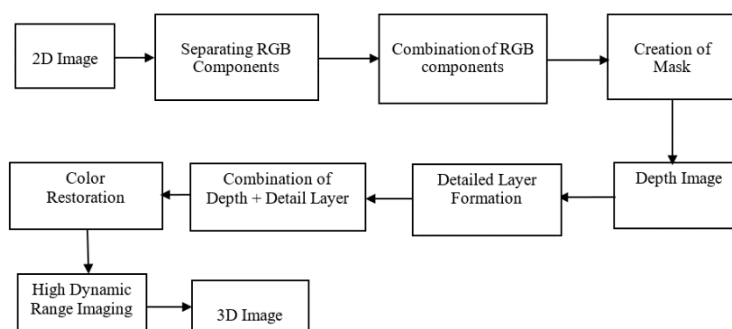 2D Image
Separating RGB
Components
Combination of RGB
components
Creation of
Mask
Depth Image
Detailed Layer
Formation
Combination of
Depth + Detail Layer
Color
Restoration
High Dynamic
Range Imaging
3D Image